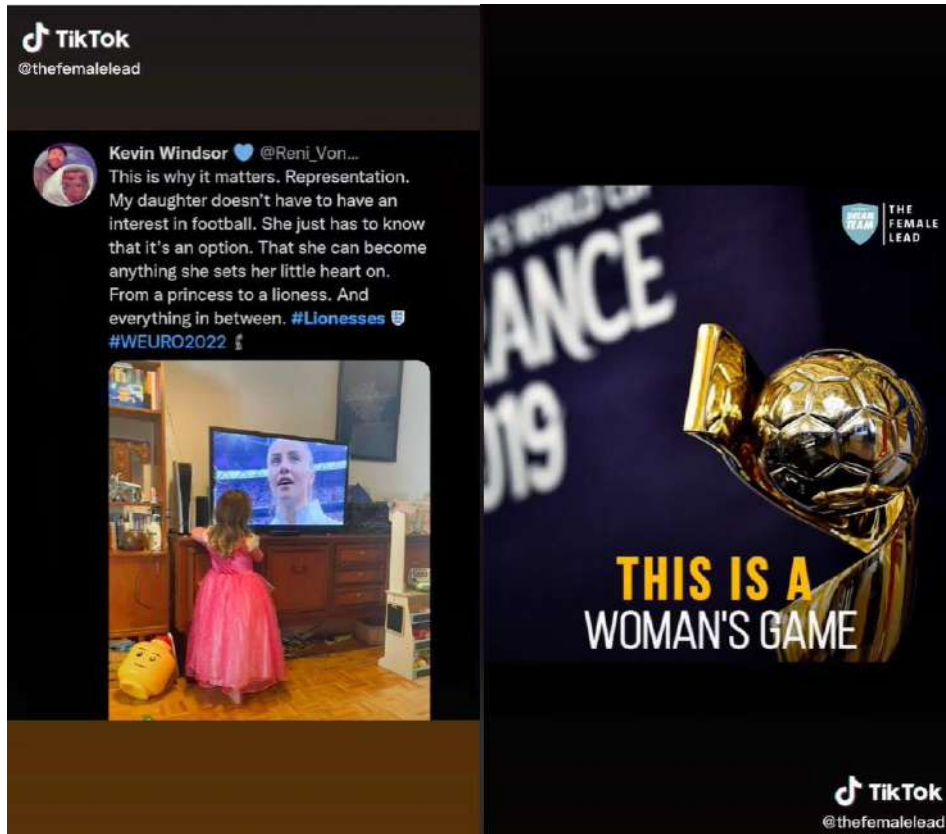 TikTok
@thefemalelead
Kevin Windsor 💙 @Reni_Von...
This is why it matters. Representation.
My daughter doesn't have to have an
interest in football. She just has to know
that it's an option. That she can become
anything she sets her little heart on.
From a princess to a lioness. And
everything in between. #Lionesses
#WEURO2022
DREAM
TEAM
THE
FEMALE
LEAD
ANCE
19
THIS IS A
WOMAN'S GAME
TikTok
@thefemalelead